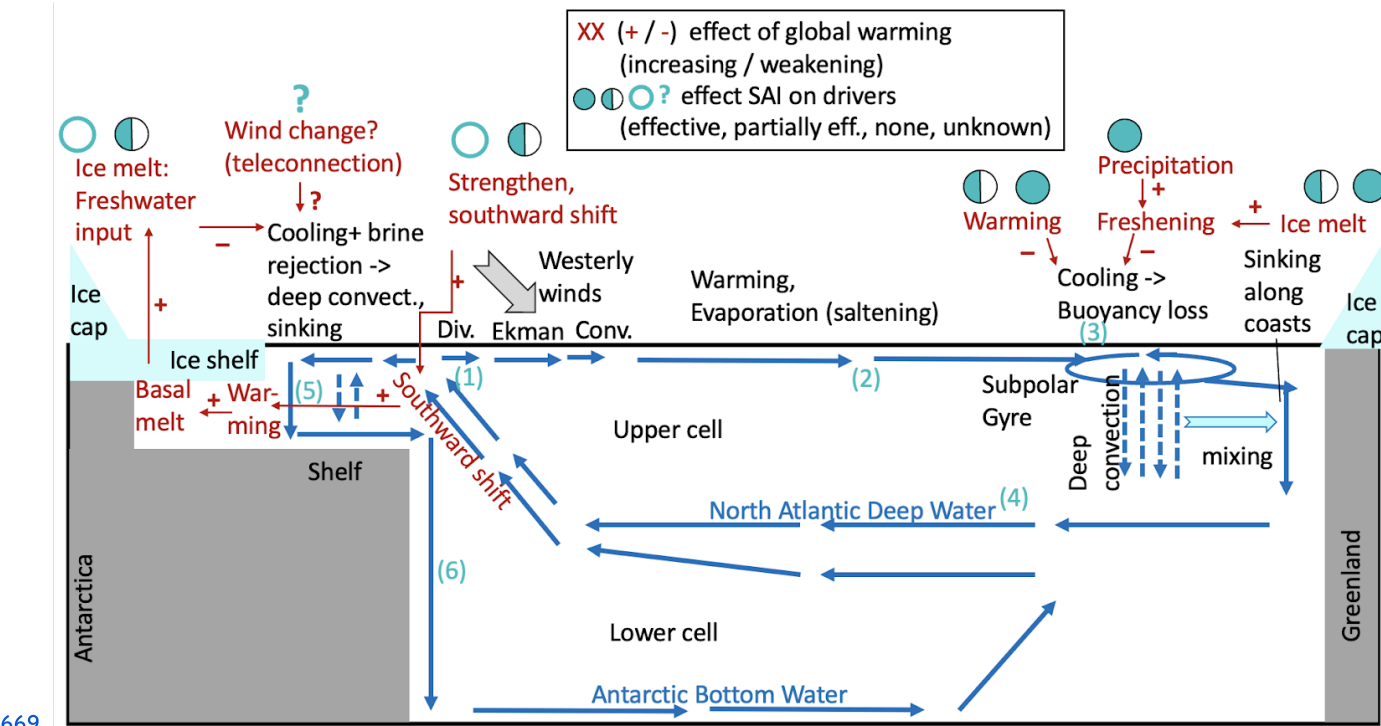 XX (+ / -) effect of global warming
(increasing / weakening)
? effect SAI on drivers
(effective, partially eff., none, unknown)
?
Wind change?
(teleconnection)
?
Ice melt:
Freshwater
input
–
+
Strengthen,
southward shift
+
Precipitation
+
Warming
–
Freshening
–
+
Ice melt
Cooling+ brine
rejection ->
deep convect.,
sinking
Westerly
winds
Warming,
Evaporation (saltening)
Cooling ->
Buoyancy loss
(3)
Sinking
along
coasts
Ice
cap
Ice
cap
Div.
Ekman
Conv.
Ice shelf
Basal
melt
+
War-
ming
(5)
+
(1)
(2)
Southward shift
Subpolar
Gyre
Deep
convection
mixing
Upper cell
Shelf
North Atlantic Deep Water
(4)
(6)
Antarctica
Greenland
Lower cell
Antarctic Bottom Water
669